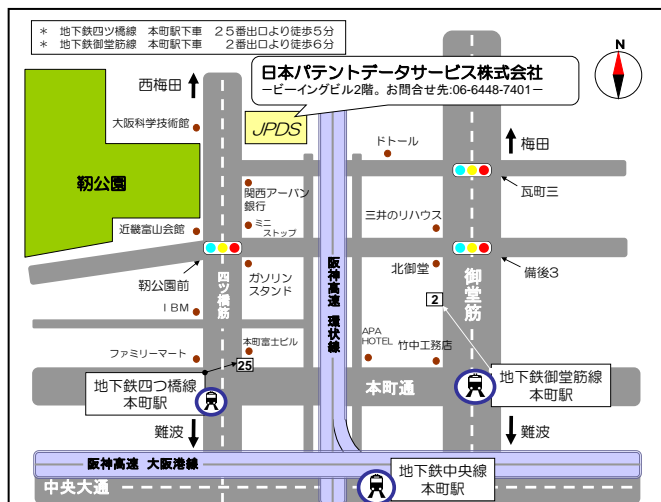 * 地下鉄四ツ橋線 本町駅下車 25番出口より徒歩5分
* 地下鉄御堂筋線 本町駅下車 2番出口より徒歩6分
N
日本パテントデータサービス株式会社
−ビーイングビル2階。お問合せ先:06-6448-7401−
西梅田
JPDS
大阪科学技術館
ドトール
梅田
靭公園
関西アーバン
銀行
瓦町三
三井のリハウス
ミニ
ストップ
近畿富山会館
靭公園前
四ツ橋筋
ガソリン
スタンド
阪神高速 環状線
北御堂
御堂筋
備後3
2
IBM
本町富士ビル
APA
HOTEL
竹中工務店
ファミリーマート
25
地下鉄四つ橋線
本町駅
本町通
地下鉄御堂筋線
本町駅
難波
難波
阪神高速 大阪港線
地下鉄中央線
本町駅
中央大通